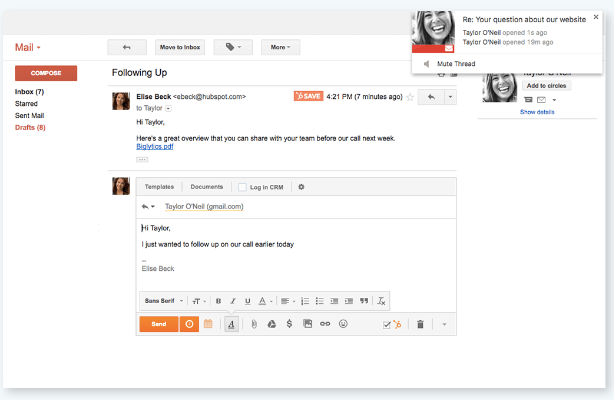 Re: Your question about our website
Taylor O'Neil opened 1s ago
Taylor O'Neil opened 19m ago
Mute Thread
Mail
Move to Inbox
More
COMPOSE
Inbox (7)
Starred
Sent Mail
Drafts (8)
Following Up
Elise Beck <ebeck@hubspot.com>
SAVE 4:21 PM (7 minutes ago)
to Taylor
Hi Taylor,
Here's a great overview that you can share with your team before our call next week.
Biglytics.pdf
Taylor O'Neil
Add to circles
Show details
Templates Documents Log in CRM
Taylor O'Neil (gmail.com)
Hi Taylor,
I just wanted to follow up on our call earlier today
--
Elise Beck
Sans Serif
Send